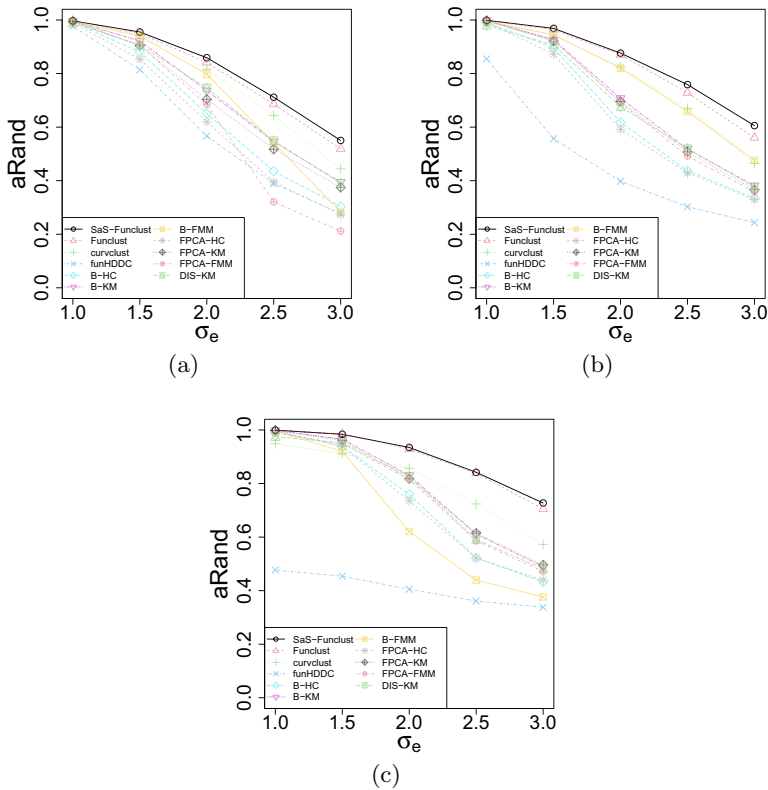 aRand
1.0
0.8
0.6
0.4
0.2
0.0
SaS−Funclust
Funclust
curvclust
funHDDC
B−HC
B−KM
B−FMM
FPCA−HC
FPCA−KM
FPCA−FMM
DIS−KM
1.0 1.5 2.0 2.5 3.0
σe
(a)
aRand
1.0
0.8
0.6
0.4
0.2
0.0
SaS−Funclust
Funclust
curvclust
funHDDC
B−HC
B−KM
B−FMM
FPCA−HC
FPCA−KM
FPCA−FMM
DIS−KM
1.0 1.5 2.0 2.5 3.0
σe
(b)
aRand
1.0
0.8
0.6
0.4
0.2
0.0
SaS−Funclust
Funclust
curvclust
funHDDC
B−HC
B−KM
B−FMM
FPCA−HC
FPCA−KM
FPCA−FMM
DIS−KM
1.0 1.5 2.0 2.5 3.0
σe
(c)